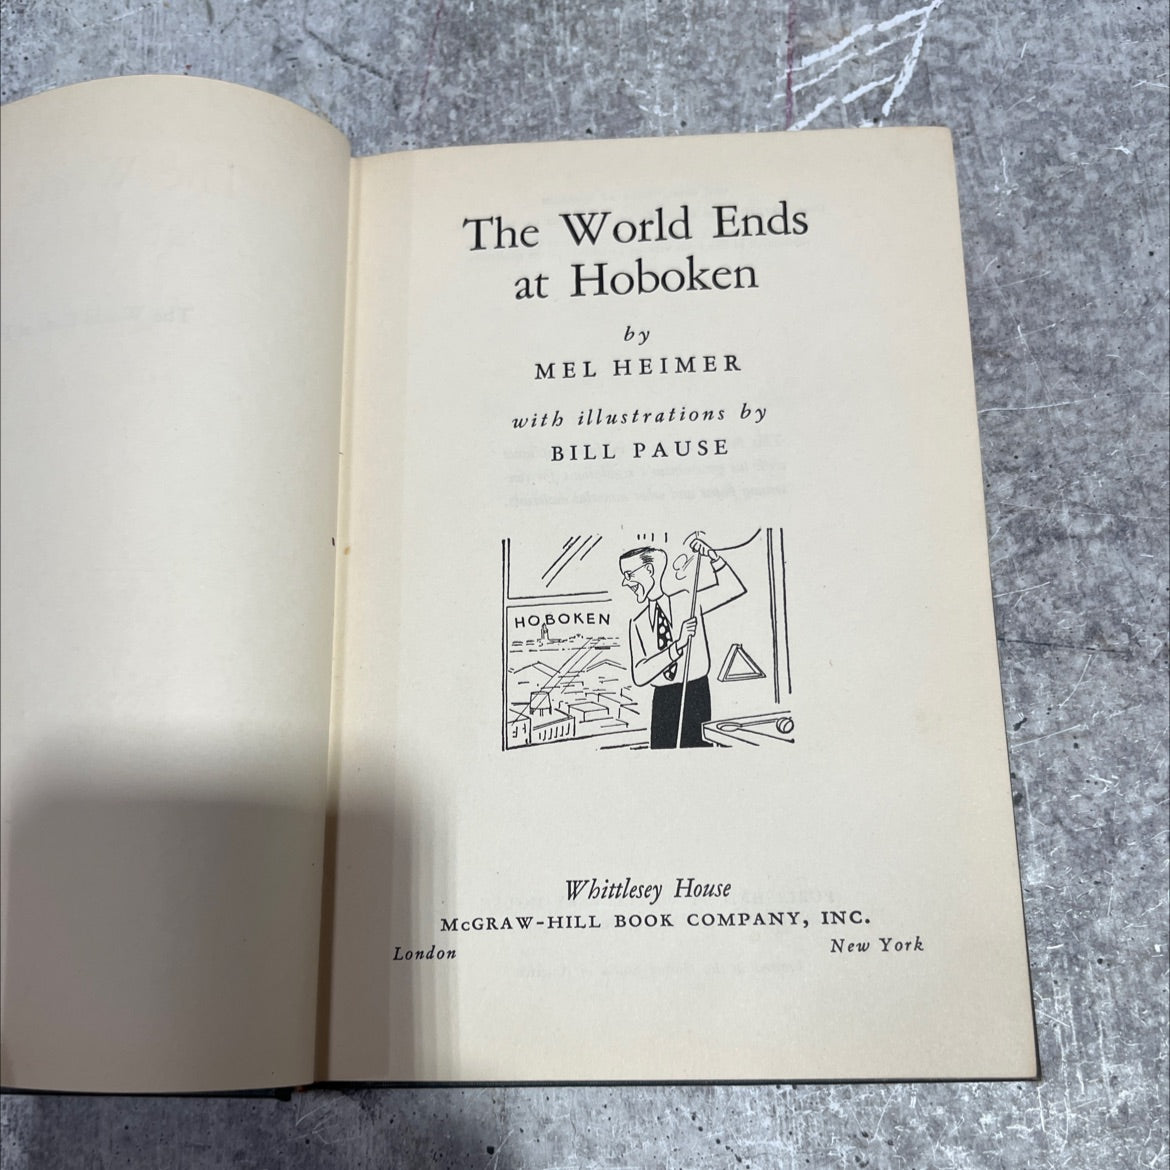 The World Ends
at Hoboken
by
MEL HEIMER
with illustrations by
BILL PAUSE
HOBOKEN
Whittlesey House
McGRAW-HILL BOOK COMPANY, INC.
London New York